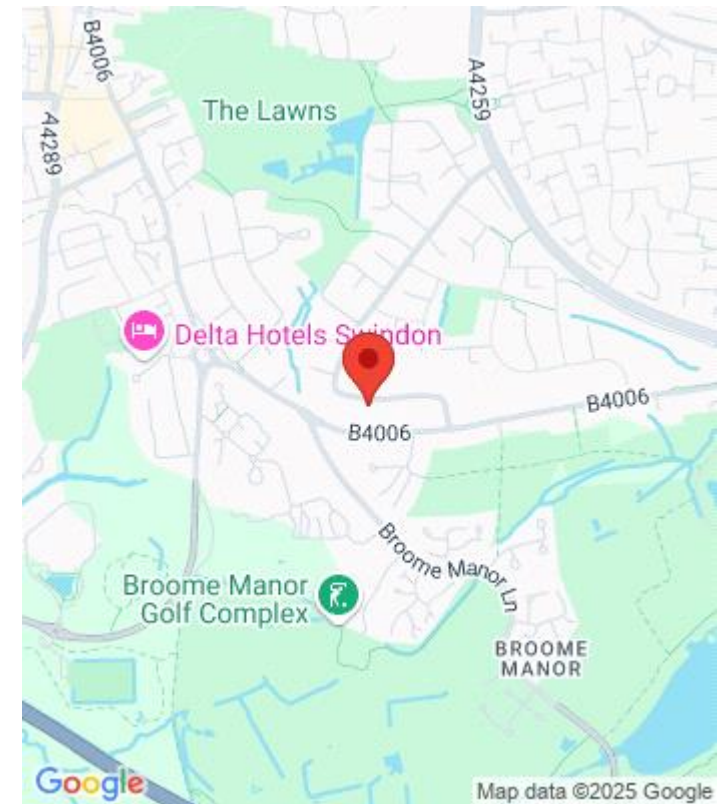 B4006
A4259
The Lawns
A4289
Delta Hotels Swindon
B4006
B4006
Broome Manor Ln
Broome Manor
Golf Complex
BROOME
MANOR
Google
Map data ©2025 Google